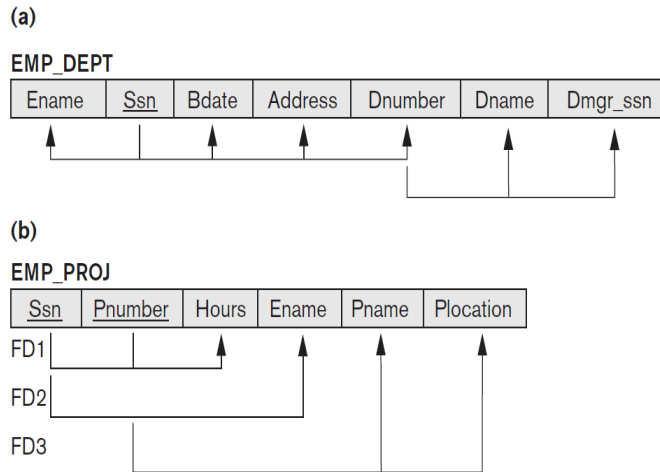 (a)
EMP_DEPT
Ename Ssn Bdate Address Dnumber Dname Dmgr_ssn
(b)
EMP_PROJ
Ssn Pnumber Hours Ename Pname Plocation
FD1
FD2
FD3